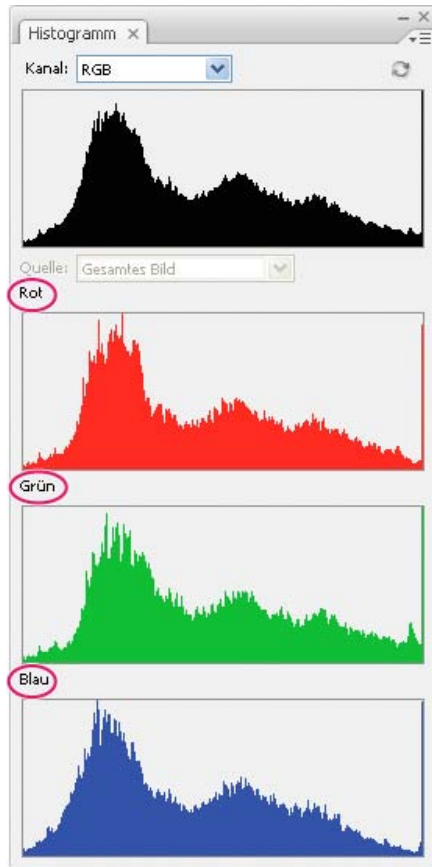 Histogramm
Kanal: RGB
Quelle: Gesamtes Bild
Rot
Grün
Blau